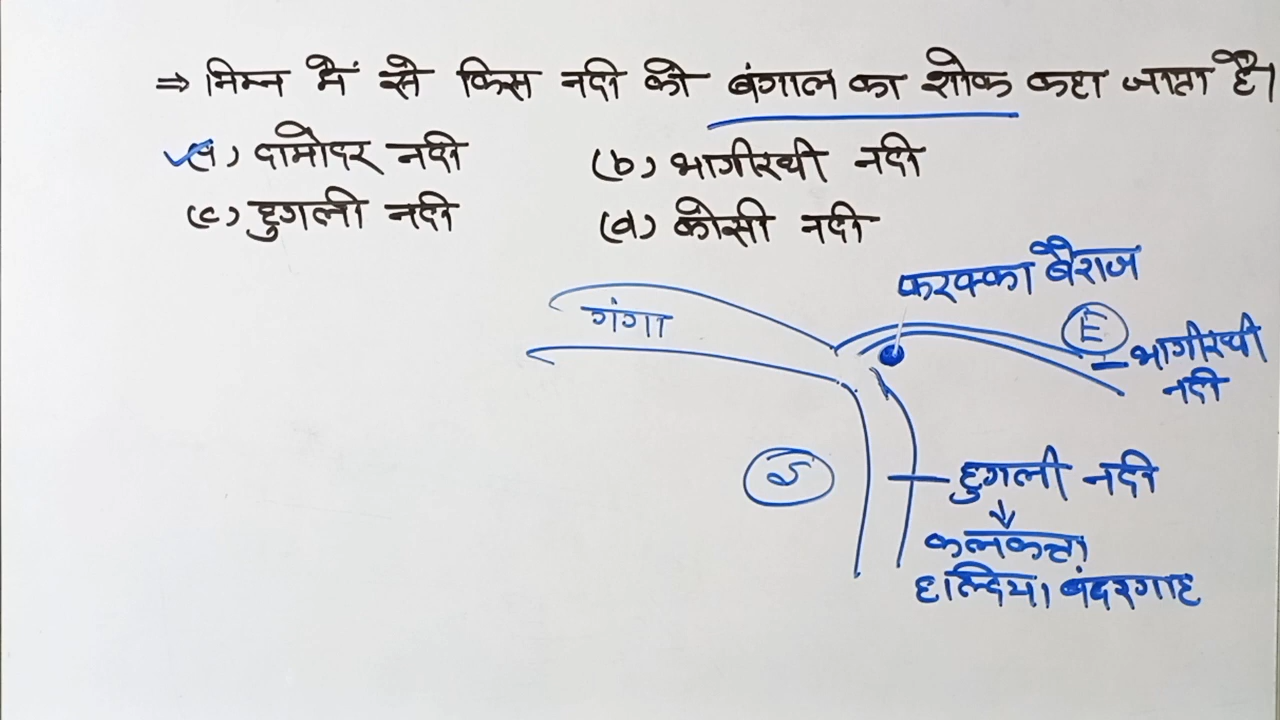 ⇒ निम्न में से किस नदी को बंगाल का शोक कहा जाता है।
(a) दामोदर नदी (b) भागीरथी नदी
(c) हुगली नदी (d) कोसी नदी
फरक्का बैराज
गंगा
E
भागीरथी
नदी
S
हुगली नदी
कलकत्ता
हल्दिया बंदरगाह